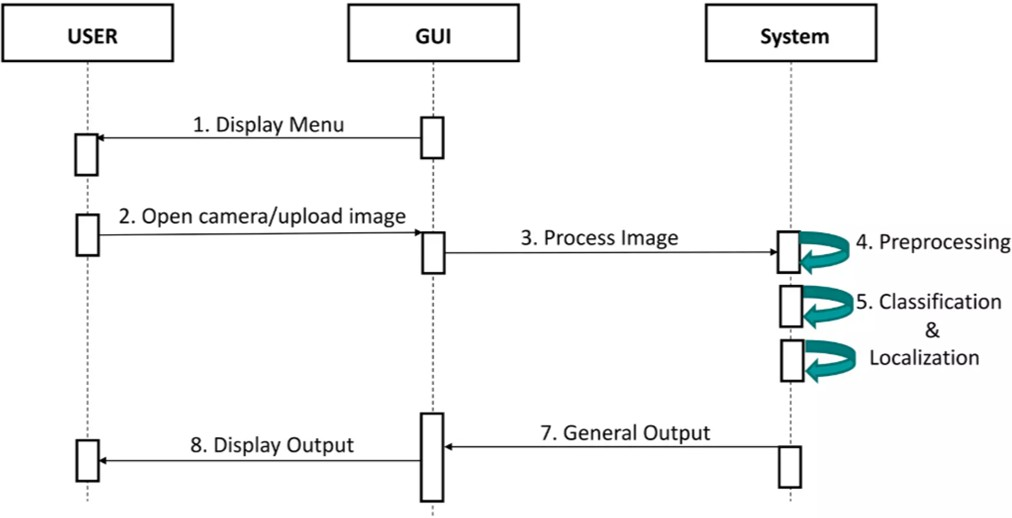 USER
GUI
System
1. Display Menu
2. Open camera/upload image
3. Process Image
4. Preprocessing
5. Classification
&
Localization
7. General Output
8. Display Output